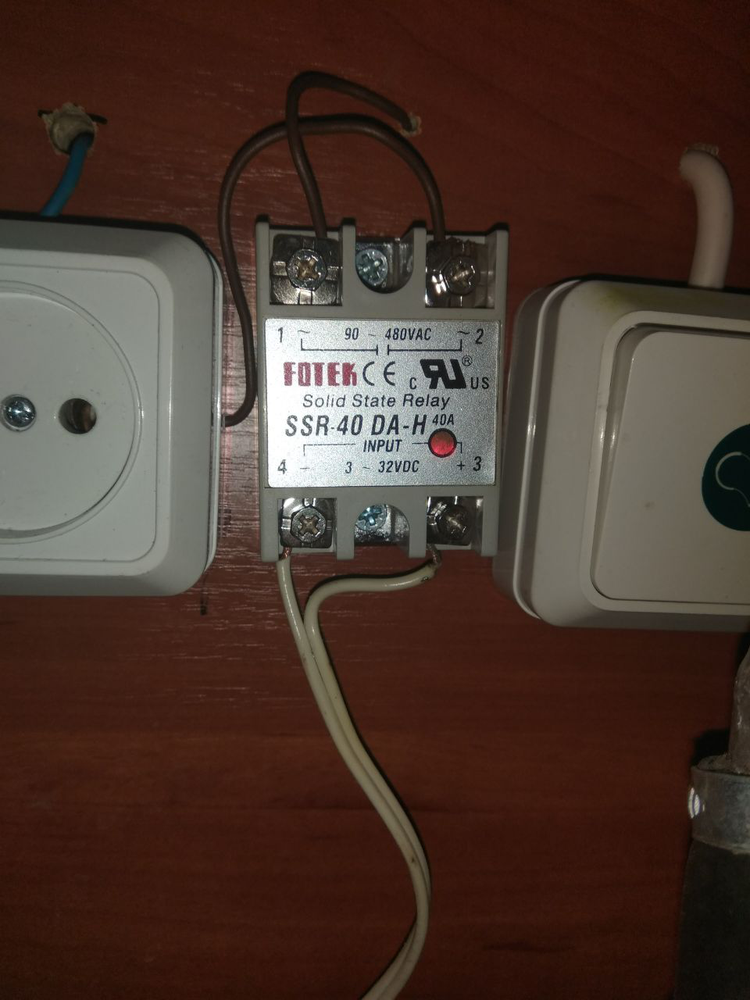 1 ~ 90 ~ 480VAC ~ 2
FOTEK CE C RU ® US
Solid State Relay
SSR-40 DA-H 40A
INPUT
4 - 3 ~ 32VDC + 3